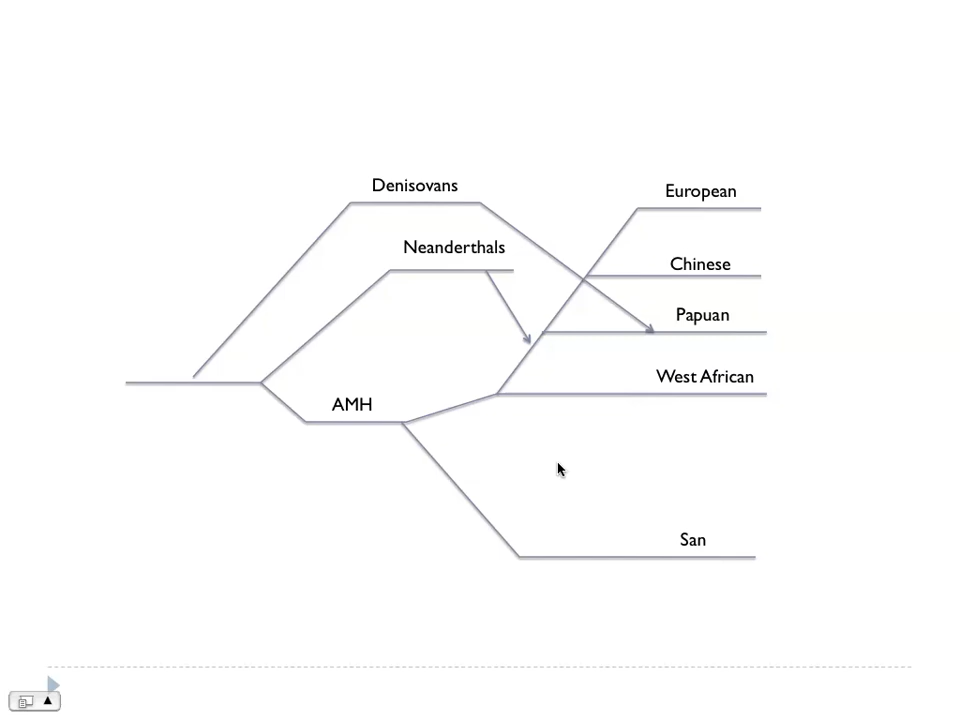 Denisovans
European
Neanderthals
Chinese
Papuan
West African
AMH
San